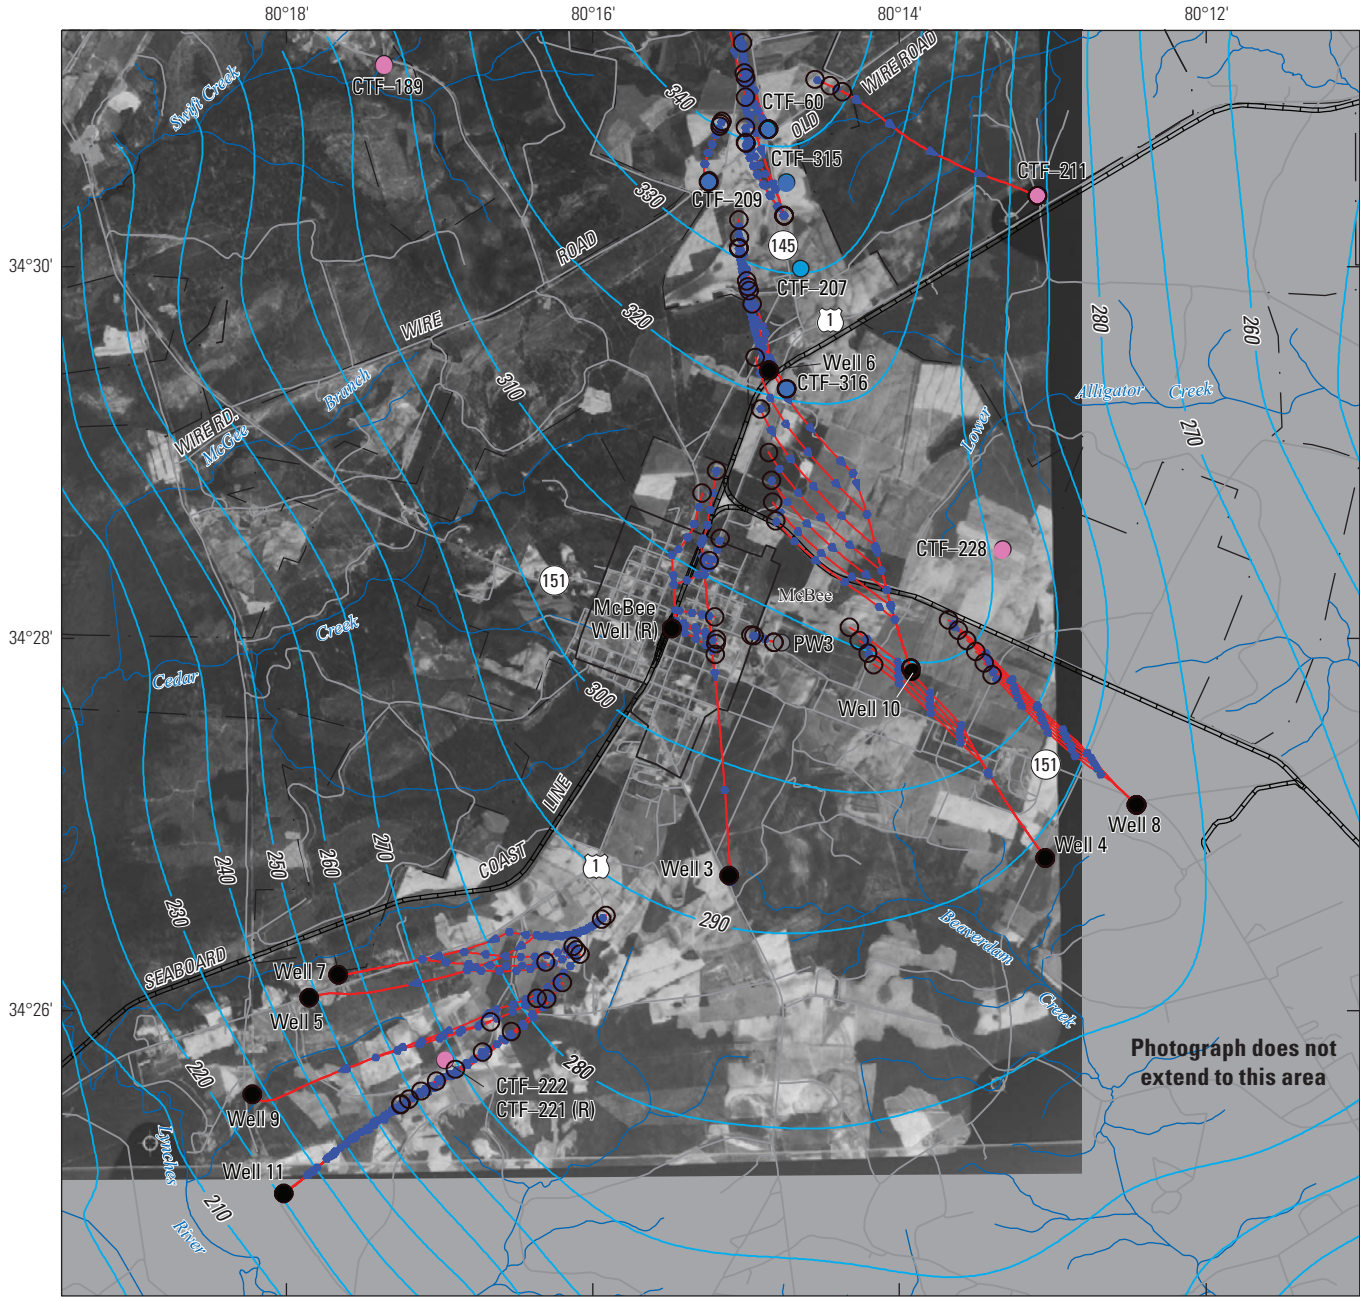 80°18' 80°16' 80°14' 80°12'
CTF–189
Swift Creek
340
CTF–60
OLD
WIRE ROAD
CTF–315
CTF–211
CTF–209
330
145
ROAD
34°30'
CTF–207
320
1
280
260
WIRE
Well 6
CTF–316
Branch
310
Alligator Creek
WIRE RD.
McGee
Lower
270
CTF–228
151
McBee
McBee
Well (R)
34°28'
Creek
PW3
Cedar
300
Well 10
151
LINE
Well 8
COAST
1
Well 3
Well 4
240
250
260
270
230
290
Beaverdam
Creek
SEABOARD
Well 7
Well 5
34°26'
Photograph does not
extend to this area
220
280
CTF–222
CTF–221 (R)
Well 9
Lynches
River
Well 11
210